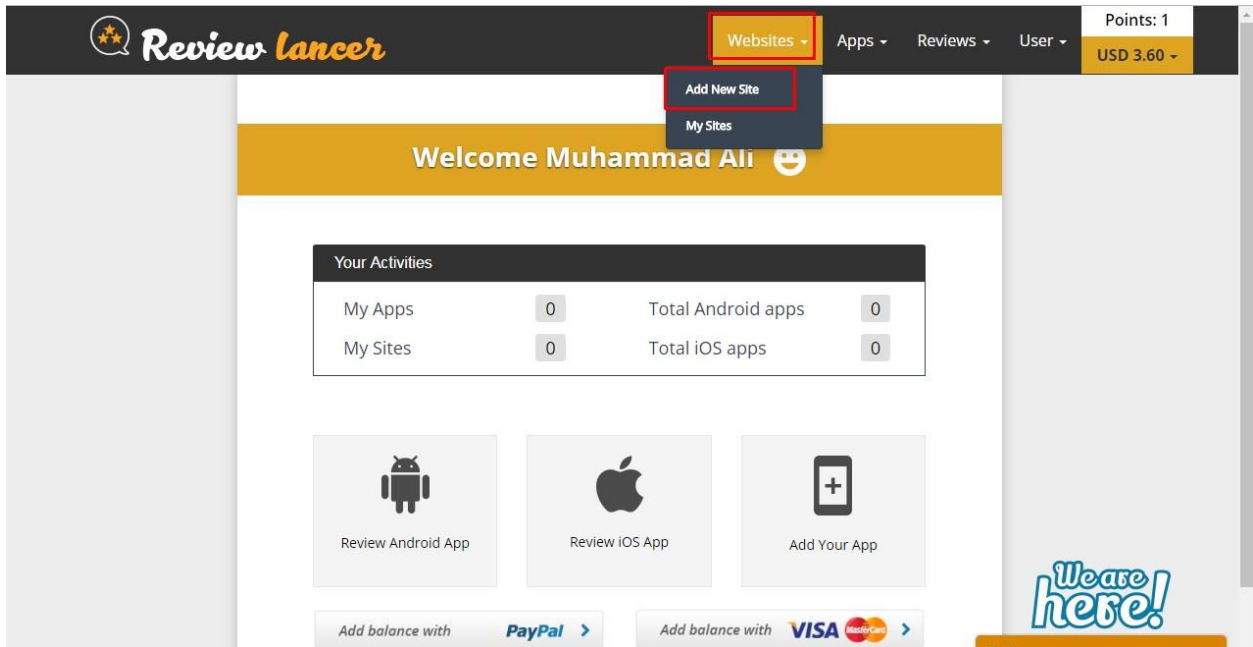 Review lancer
Websites Apps Reviews User
Points: 1
USD 3.60
Add New Site
My Sites
Welcome Muhammad Ali
Your Activities
My Apps 0 Total Android apps 0
My Sites 0 Total iOS apps 0
Review Android App
Review iOS App
Add Your App
Add balance with PayPal
Add balance with VISA MasterCard
We are
here!